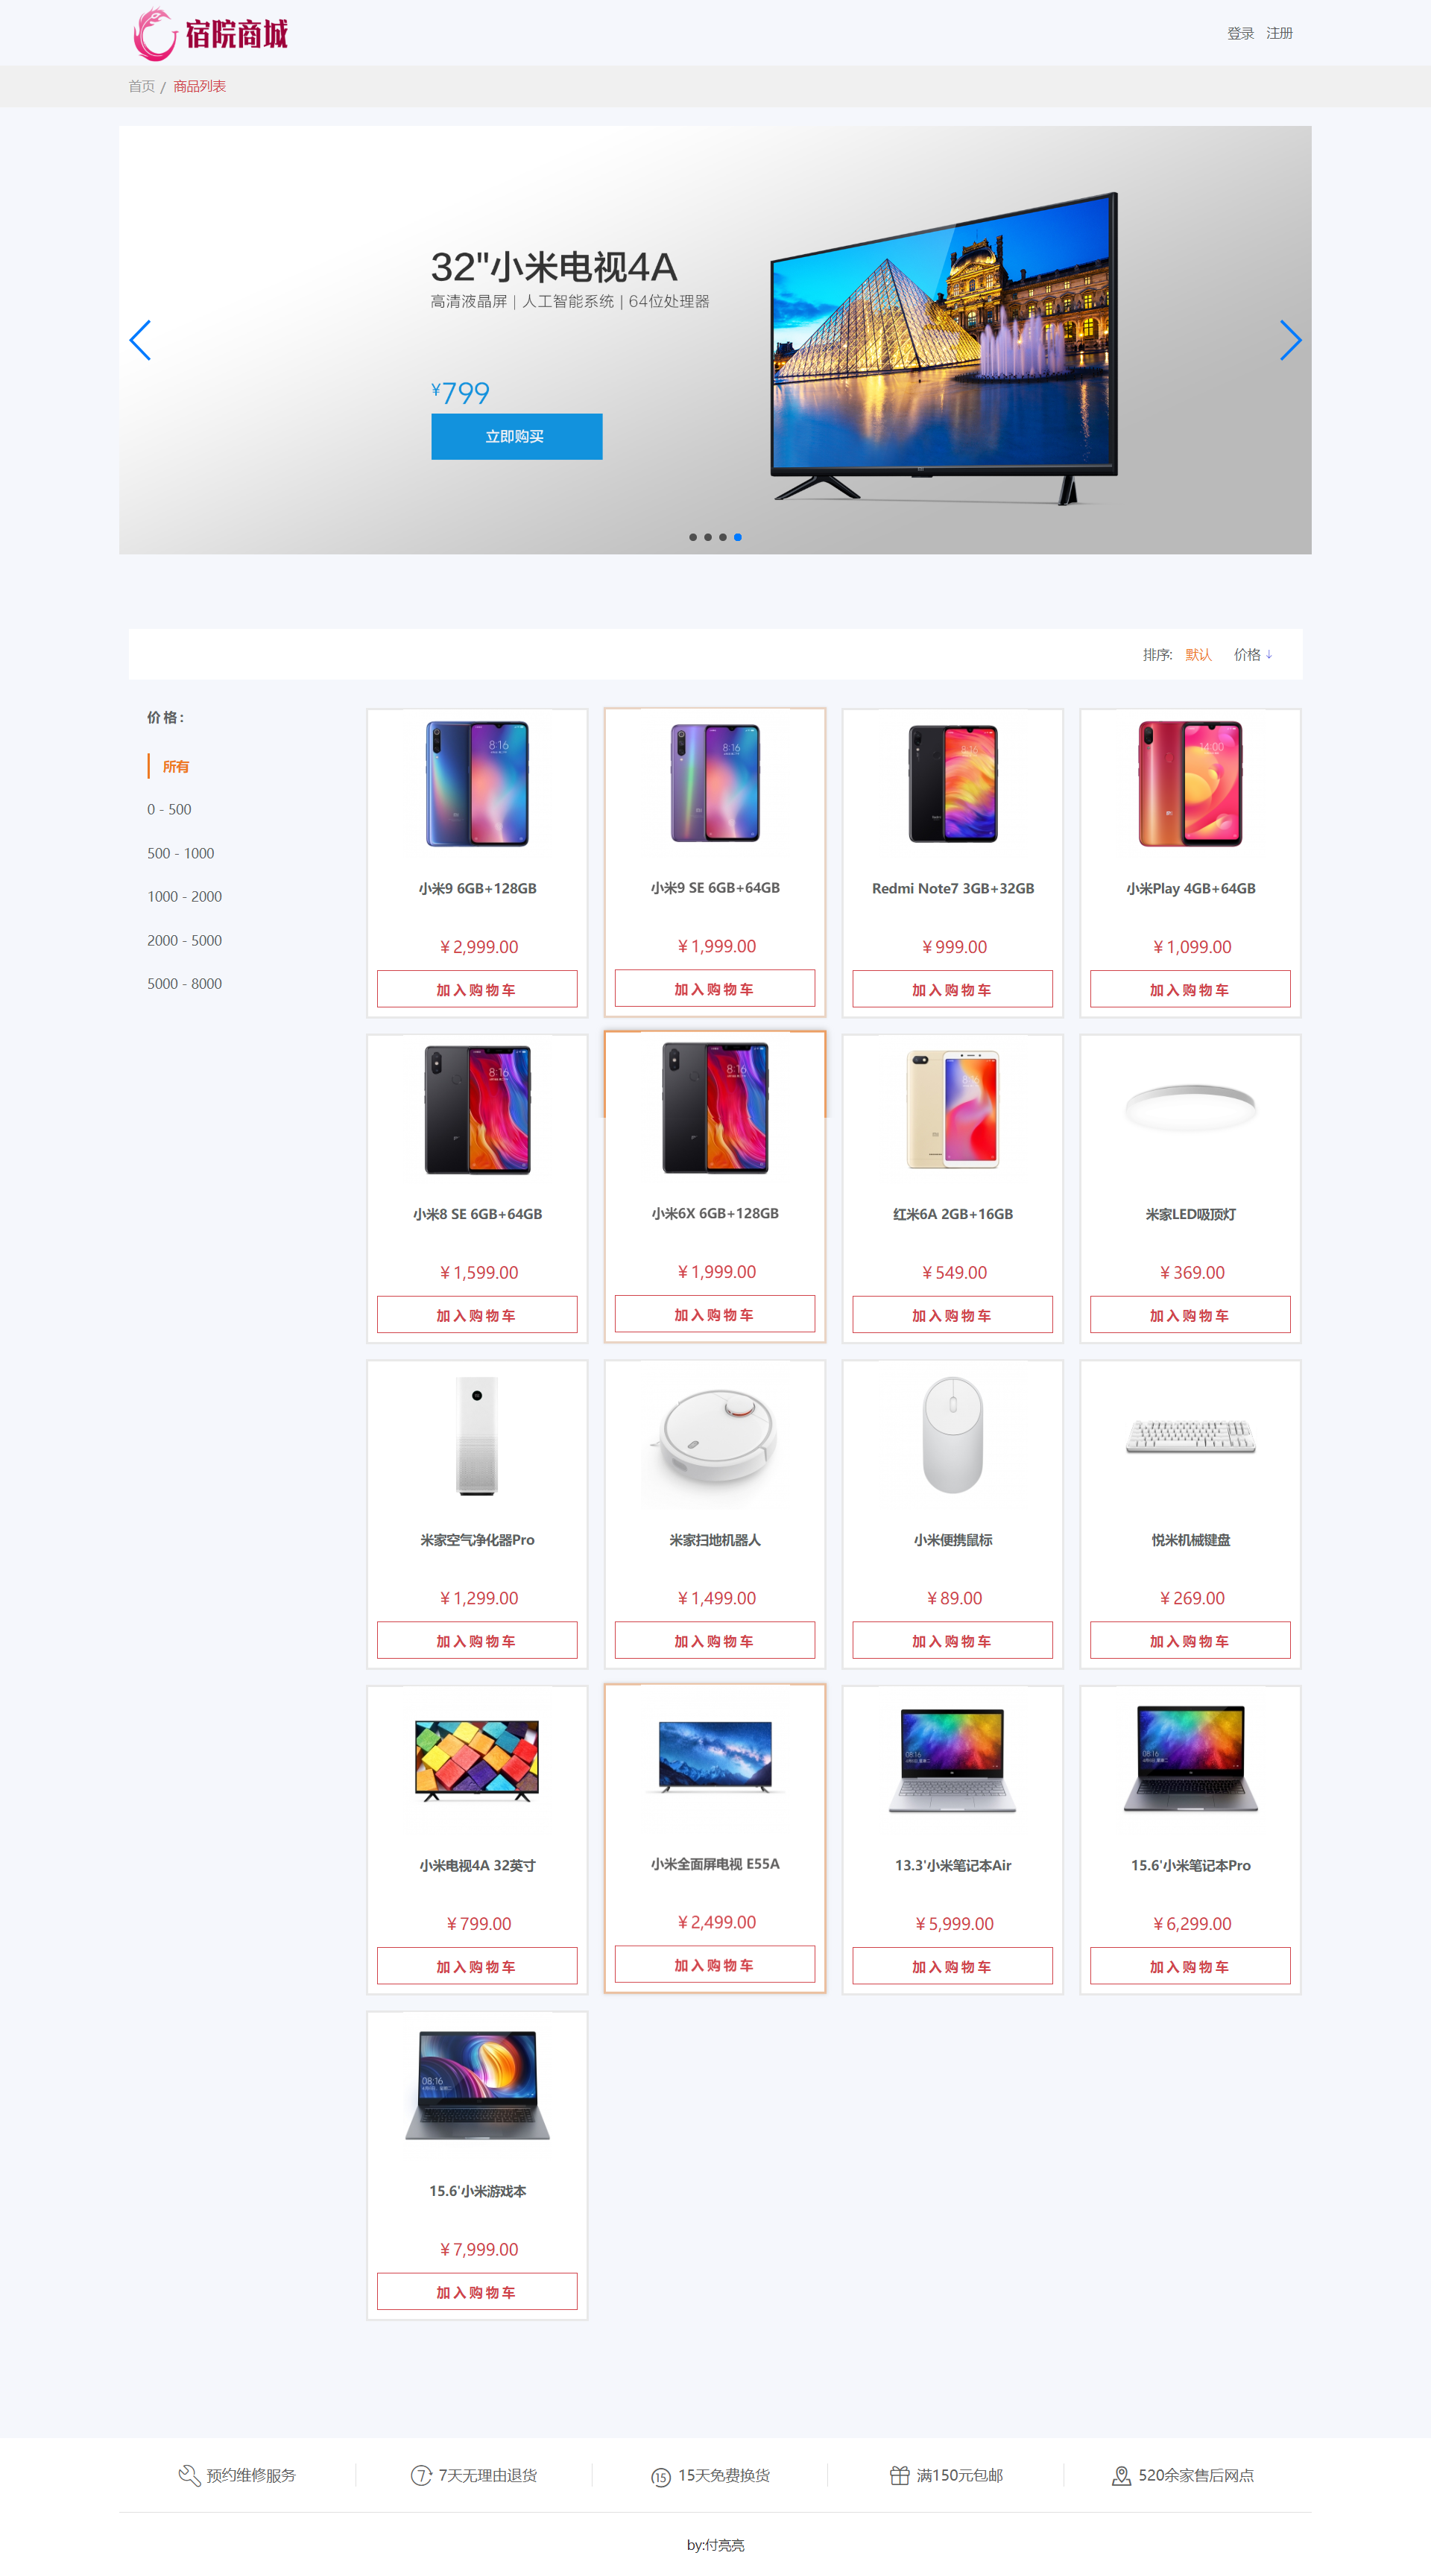 宿院商城
登录 注册
首页 / 商品列表
32"小米电视4A
高清液晶屏 | 人工智能系统 | 64位处理器
¥799
立即购买
排序: 默认 价格 ↓
价格：
所有
0 - 500
500 - 1000
1000 - 2000
2000 - 5000
5000 - 8000
小米9 6GB+128GB
¥ 2,999.00
加入购物车
小米9 SE 6GB+64GB
¥ 1,999.00
加入购物车
Redmi Note7 3GB+32GB
¥ 999.00
加入购物车
小米Play 4GB+64GB
¥ 1,099.00
加入购物车
小米8 SE 6GB+64GB
¥ 1,599.00
加入购物车
小米6X 6GB+128GB
¥ 1,999.00
加入购物车
红米6A 2GB+16GB
¥ 549.00
加入购物车
米家LED吸顶灯
¥ 369.00
加入购物车
米家空气净化器Pro
¥ 1,299.00
加入购物车
米家扫地机器人
¥ 1,499.00
加入购物车
小米便携鼠标
¥ 89.00
加入购物车
悦米机械键盘
¥ 269.00
加入购物车
小米电视4A 32英寸
¥ 799.00
加入购物车
小米全面屏电视 E55A
¥ 2,499.00
加入购物车
13.3'小米笔记本Air
¥ 5,999.00
加入购物车
15.6'小米笔记本Pro
¥ 6,299.00
加入购物车
15.6'小米游戏本
¥ 7,999.00
加入购物车
预约维修服务
7 7天无理由退货
15 15天免费换货
满150元包邮
520余家售后网点
by:付亮亮